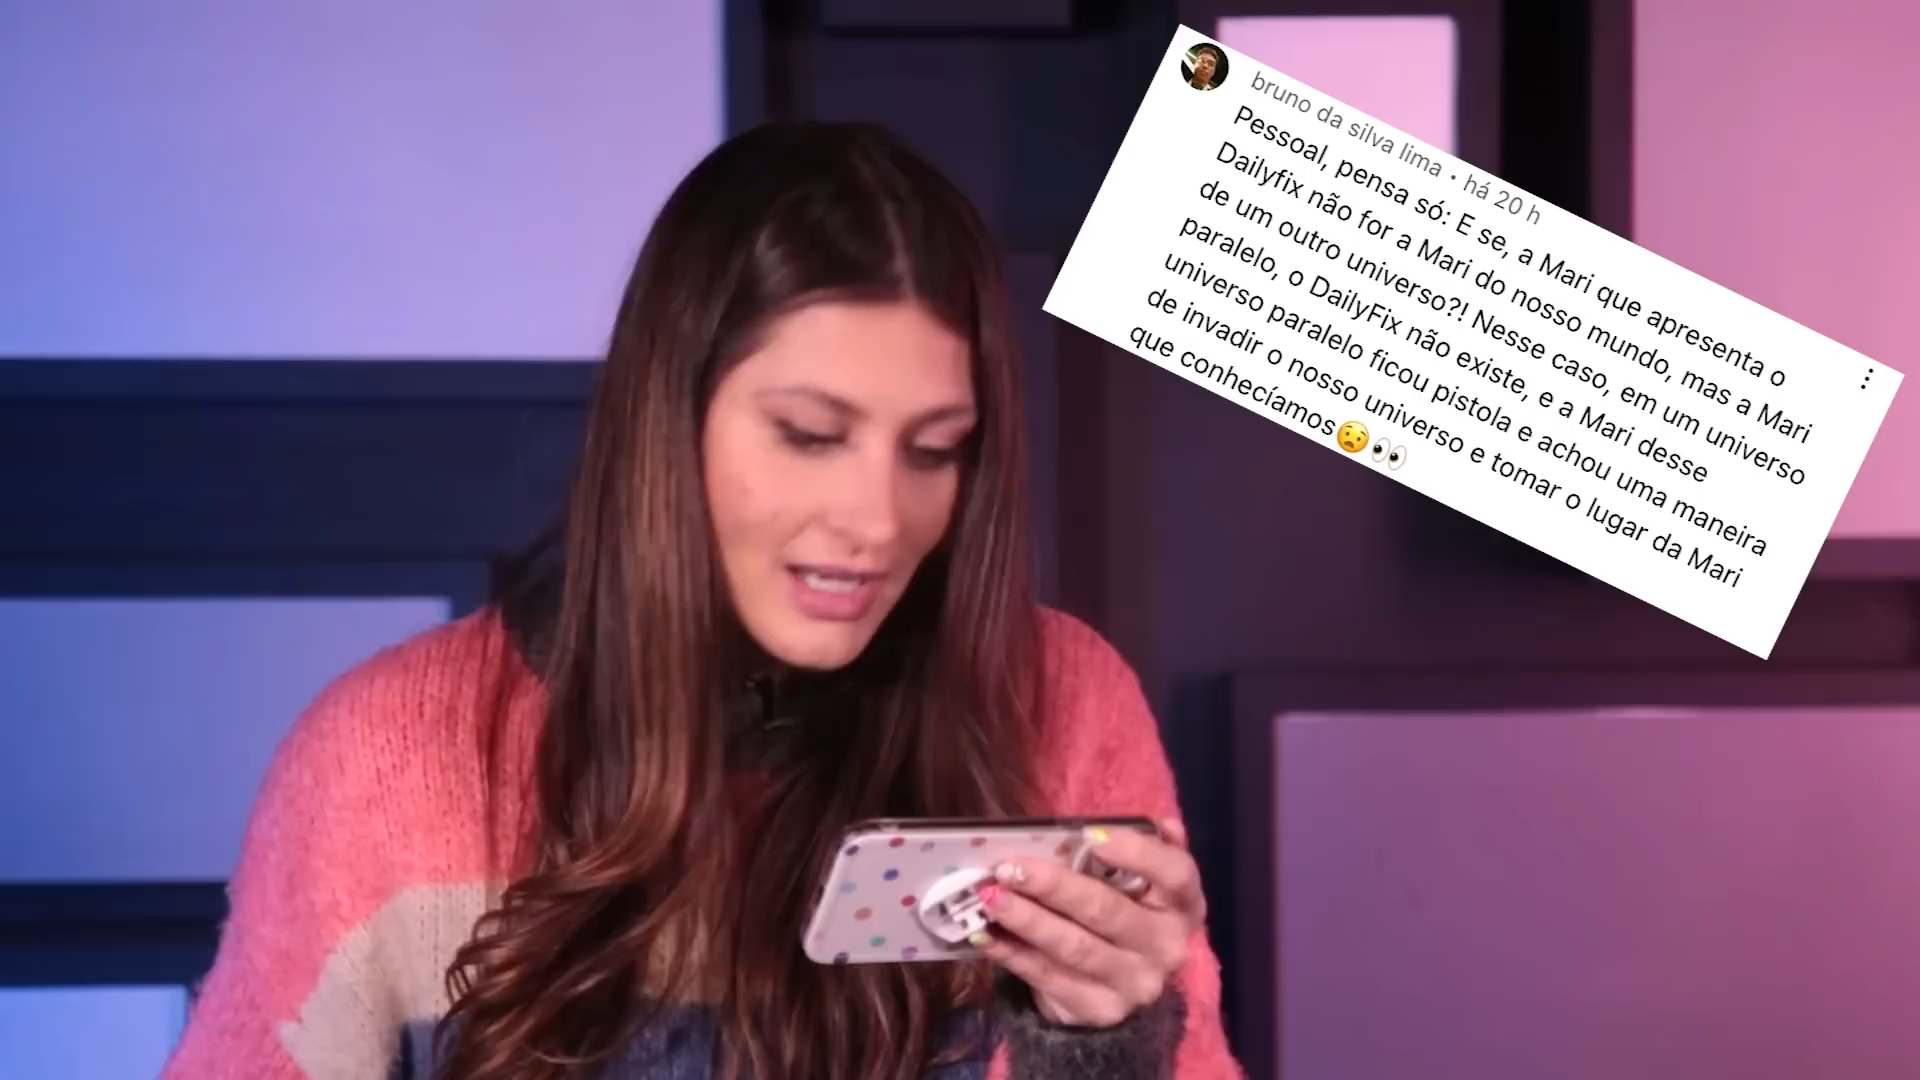 bruno da silva lima • há 20 h
Pessoal, pensa só: E se, a Mari que apresenta o
Dailyfix não for a Mari do nosso mundo, mas a Mari
de um outro universo?! Nesse caso, em um universo
paralelo, o DailyFix não existe, e a Mari desse
universo paralelo ficou pistola e achou uma maneira
de invadir o nosso universo e tomar o lugar da Mari
que conhecíamos😟👀